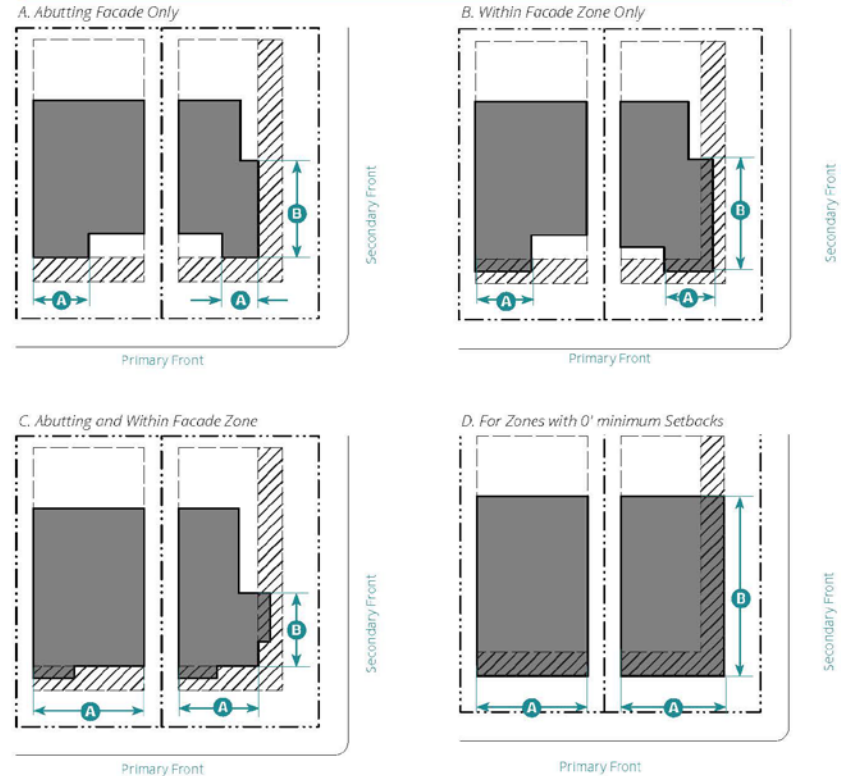 A. Abutting Facade Only
B. Within Facade Zone Only
Secondary Front
Secondary Front
B
B
A
A
A
A
Primary Front
Primary Front
C. Abutting and Within Facade Zone
D. For Zones with 0' minimum Setbacks
Secondary Front
Secondary Front
B
B
A
A
A
A
Primary Front
Primary Front